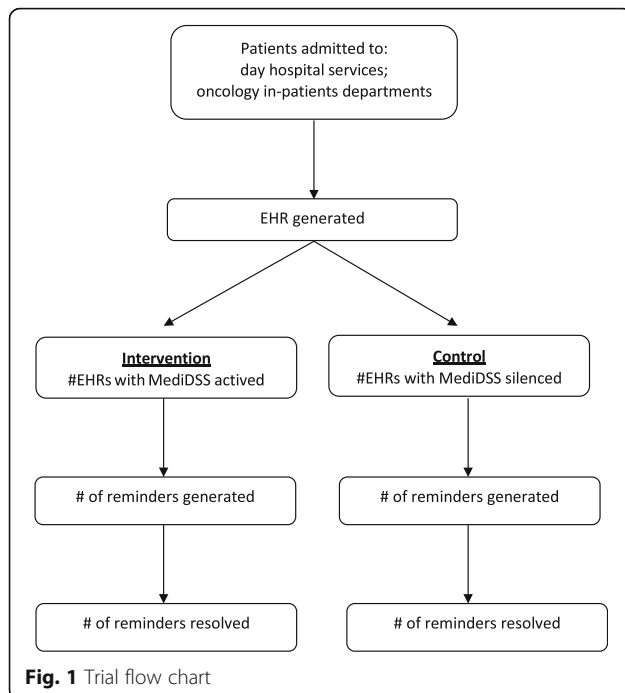 Patients admitted to:
day hospital services;
oncology in-patients departments
EHR generated
Intervention
#EHRs with MediDSS actived
Control
#EHRs with MediDSS silenced
# of reminders generated
# of reminders generated
# of reminders resolved
# of reminders resolved
Fig. 1 Trial flow chart